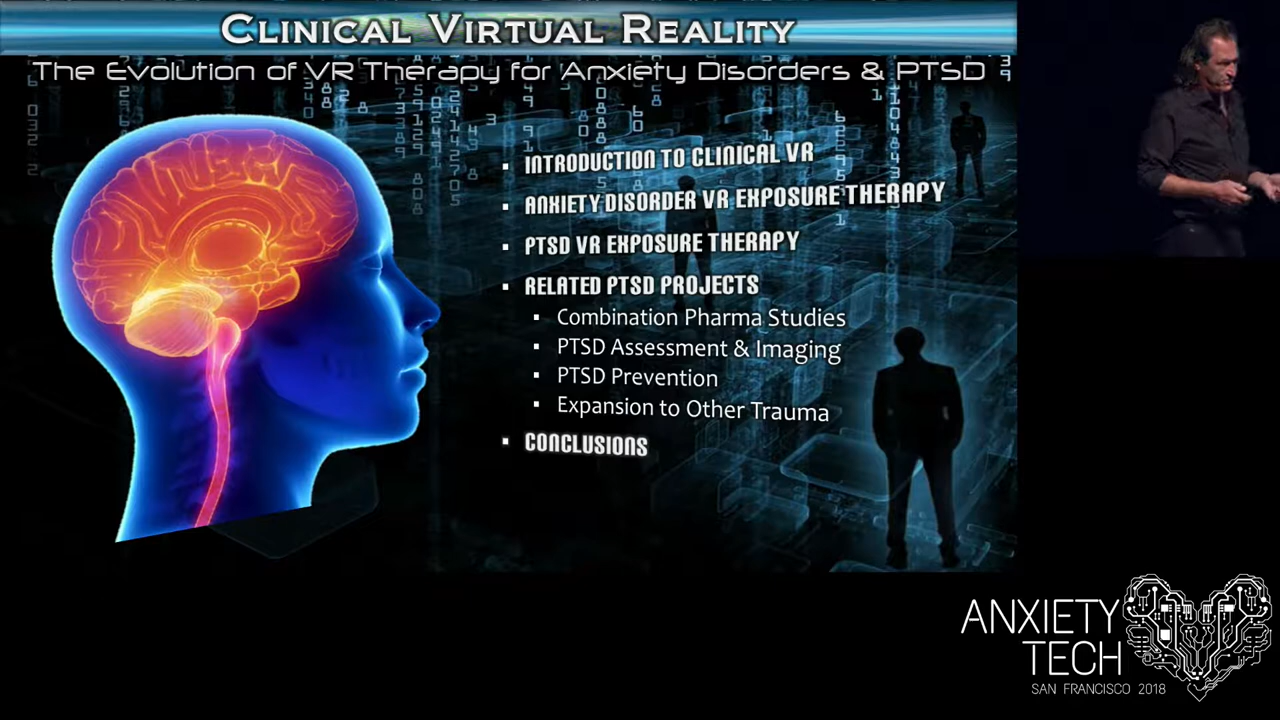 CLINICAL VIRTUAL REALITY
The Evolution of VR Therapy for Anxiety Disorders & PTSD
INTRODUCTION TO CLINICAL VR
ANXIETY DISORDER VR EXPOSURE THERAPY
PTSD VR EXPOSURE THERAPY
RELATED PTSD PROJECTS
Combination Pharma Studies
PTSD Assessment & Imaging
PTSD Prevention
Expansion to Other Trauma
CONCLUSIONS
ANXIETY
TECH
SAN FRANCISCO 2018